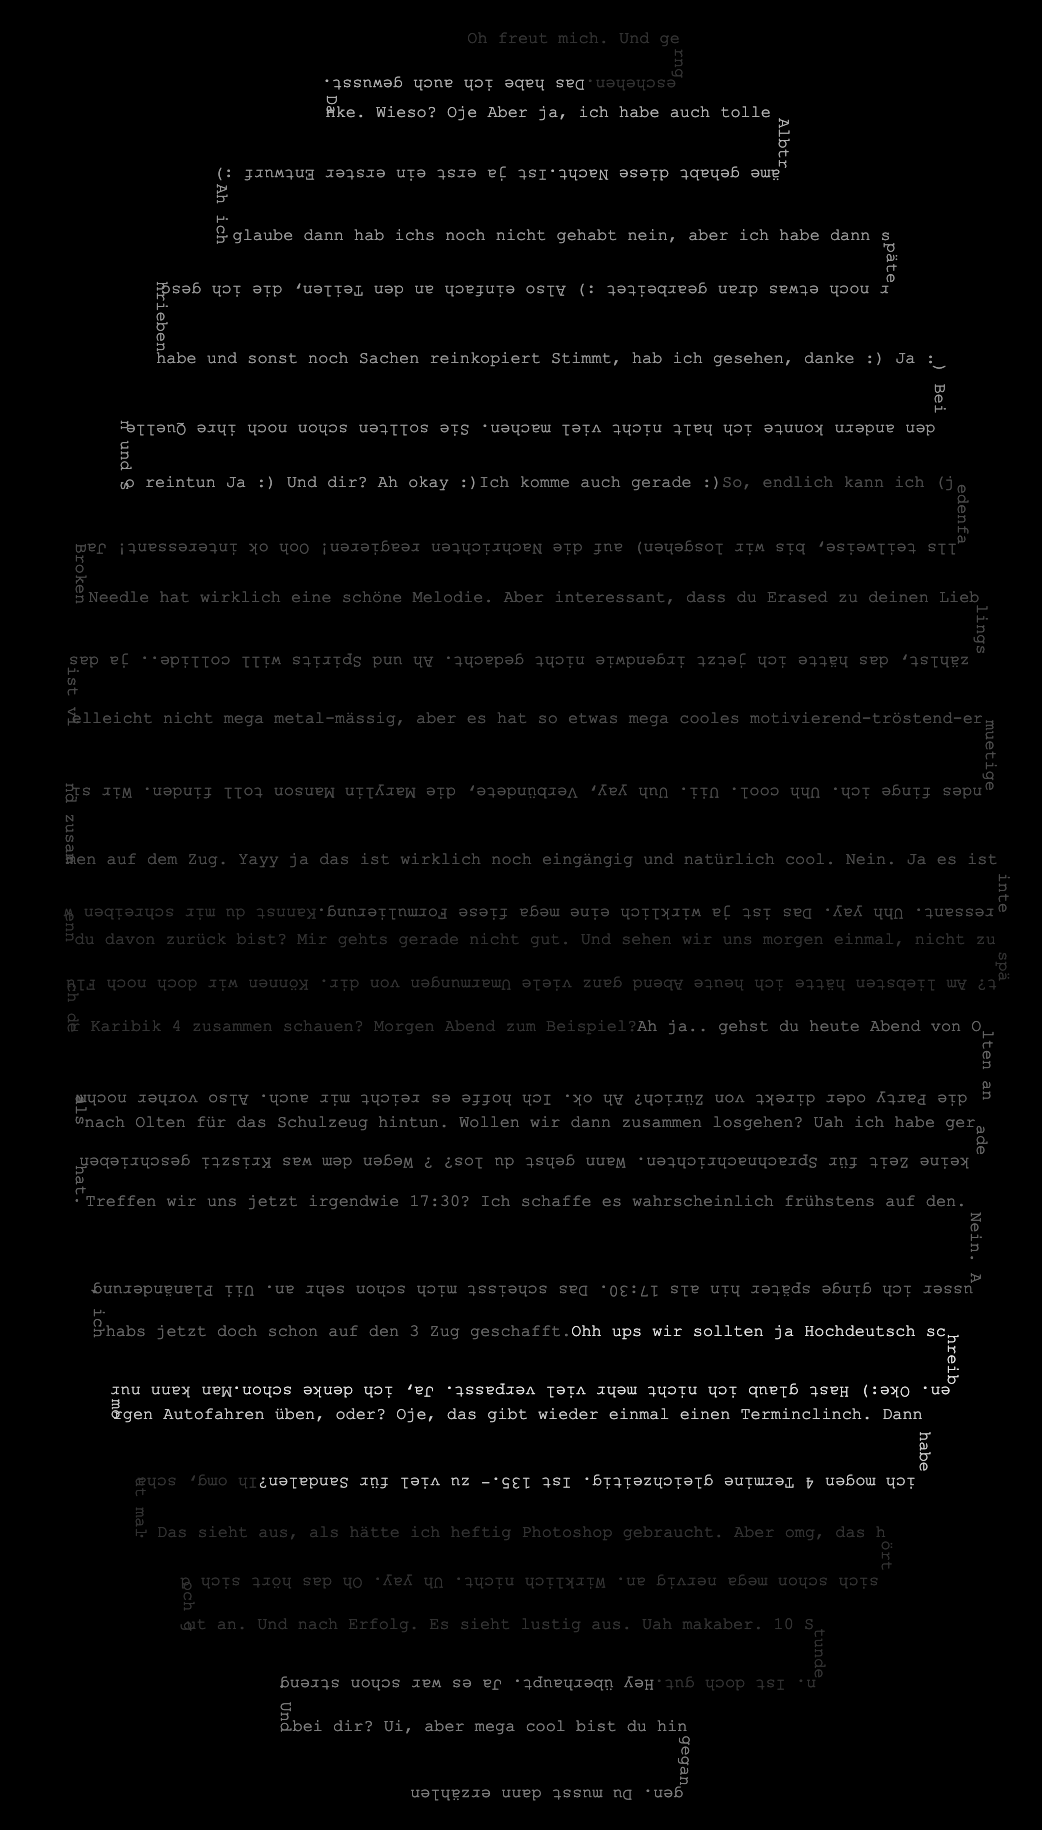 Oh freut mich. Und ge
rn g
eschehen.Das habe ich auch gewusst.
Da
nke. Wieso? Oje Aber ja, ich habe auch tolle
Albtr
äme gehabt diese Nacht.Ist ja erst ein erster Entwurf :)
Ah ich
glaube dann hab ichs noch nicht gehabt nein, aber ich habe dann s
päte
r noch etwas dran gearbeitet :) Also einfach an den Teilen, die ich gesc
hrieben
habe und sonst noch Sachen reinkopiert Stimmt, hab ich gesehen, danke :) Ja :
) Bei
den andern konnte ich halt nicht viel machen. Sie sollten schon noch ihre Quelle
n und s
o reintun Ja :) Und dir? Ah okay :)Ich komme auch gerade :)So, endlich kann ich (j
edenfa
lls teilweise, bis wir losgehen) auf die Nachrichten reagieren! Ooh ok interessant! Ja
Broken
Needle hat wirklich eine schöne Melodie. Aber interessant, dass du Erased zu deinen Lieb
lings
zählst, das hätte ich jetzt irgendwie nicht gedacht. Ah und Spirits will collide.. ja das
ist vi
elleicht nicht mega metal-mässig, aber es hat so etwas mega cooles motivierend-tröstend-er
muetige
ndes finge ich. Uhh cool. Uii. Uuh yay, Verbündete, die Marylin Manson toll finden. Wir si
nd zusam
men auf dem Zug. Yayy ja das ist wirklich noch eingängig und natürlich cool. Nein. Ja es ist
inte
ressant. Uhh yay. Das ist ja wirklich eine mega fiese Formulierung.Kannst du mir schreiben w
enn
du davon zurück bist? Mir gehts gerade nicht gut. Und sehen wir uns morgen einmal, nicht zu
spä
t? Am liebsten hätte ich heute Abend ganz viele Umarmungen von dir. Können wir doch noch Flu
ch de
r Karibik 4 zusammen schauen? Morgen Abend zum Beispiel?Ah ja.. gehst du heute Abend von O
lten an
die Party oder direkt von Zürich? Ah ok. Ich hoffe es reicht mir auch. Also vorher nochm
als
nach Olten für das Schulzeug hintun. Wollen wir dann zusammen losgehen? Uah ich habe ger
ade
keine Zeit für Sprachnachrichten. Wann gehst du los? ? Wegen dem was Kriszti geschrieben
hat.
Treffen wir uns jetzt irgendwie 17:30? Ich schaffe es wahrscheinlich frühstens auf den.
Nein. A
usser ich ginge später hin als 17:30. Das scheisst mich schon sehr an. Uii Planänderung
, ich
habs jetzt doch schon auf den 3 Zug geschafft.Ohh ups wir sollten ja Hochdeutsch sc
hreib
en. Oke:) Hast glaub ich nicht mehr viel verpasst. Ja, ich denke schon.Man kann nur
mo
rgen Autofahren üben, oder? Oje, das gibt wieder einmal einen Terminclinch. Dann
habe
ich mogen 4 Termine gleichzeitig. Ist 135.- zu viel für Sandalen?Ih omg, scha
ut mal
. Das sieht aus, als hätte ich heftig Photoshop gebraucht. Aber omg, das h
ört
sich schon mega nervig an. Wirklich nicht. Uh yay. Oh das hört sich d
och g
ut an. Und nach Erfolg. Es sieht lustig aus. Uah makaber. 10 S
tunde
n. Ist doch gut.Hey überhaupt. Ja es war schon streng
Und
bei dir? Ui, aber mega cool bist du hin
gegan
gen. Du musst dann erzählen